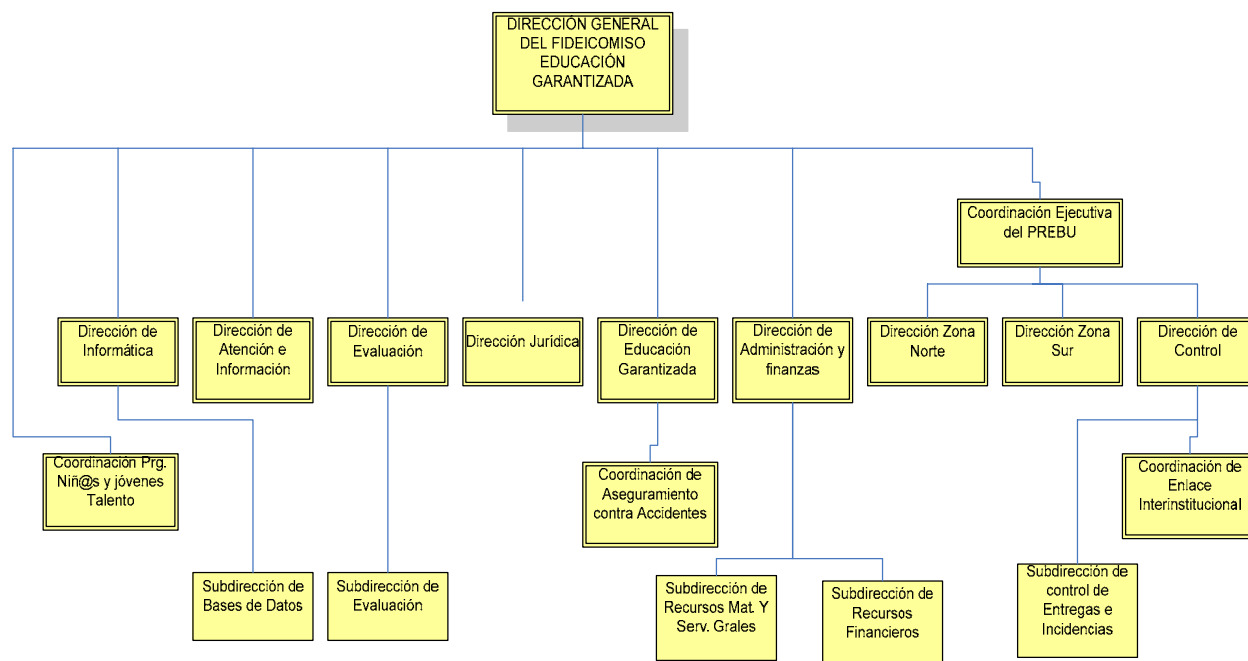 DIRECCIÓN GENERAL
DEL FIDEICOMISO
EDUCACIÓN
GARANTIZADA
Coordinación Ejecutiva
del PREBU
Dirección de
Informática
Dirección de
Atención e
Información
Dirección de
Evaluación
Dirección Jurídica
Dirección de
Educación
Garantizada
Dirección de
Administración y
finanzas
Dirección Zona
Norte
Dirección Zona
Sur
Dirección de
Control
Coordinación Prg.
Niñ@s y jóvenes
Talento
Coordinación de
Aseguramiento
contra Accidentes
Coordinación de
Enlace
Interinstitucional
Subdirección de
Bases de Datos
Subdirección de
Evaluación
Subdirección de
Recursos Mat. Y
Serv. Grales
Subdirección de
Recursos
Financieros
Subdirección de
control de
Entregas e
Incidencias